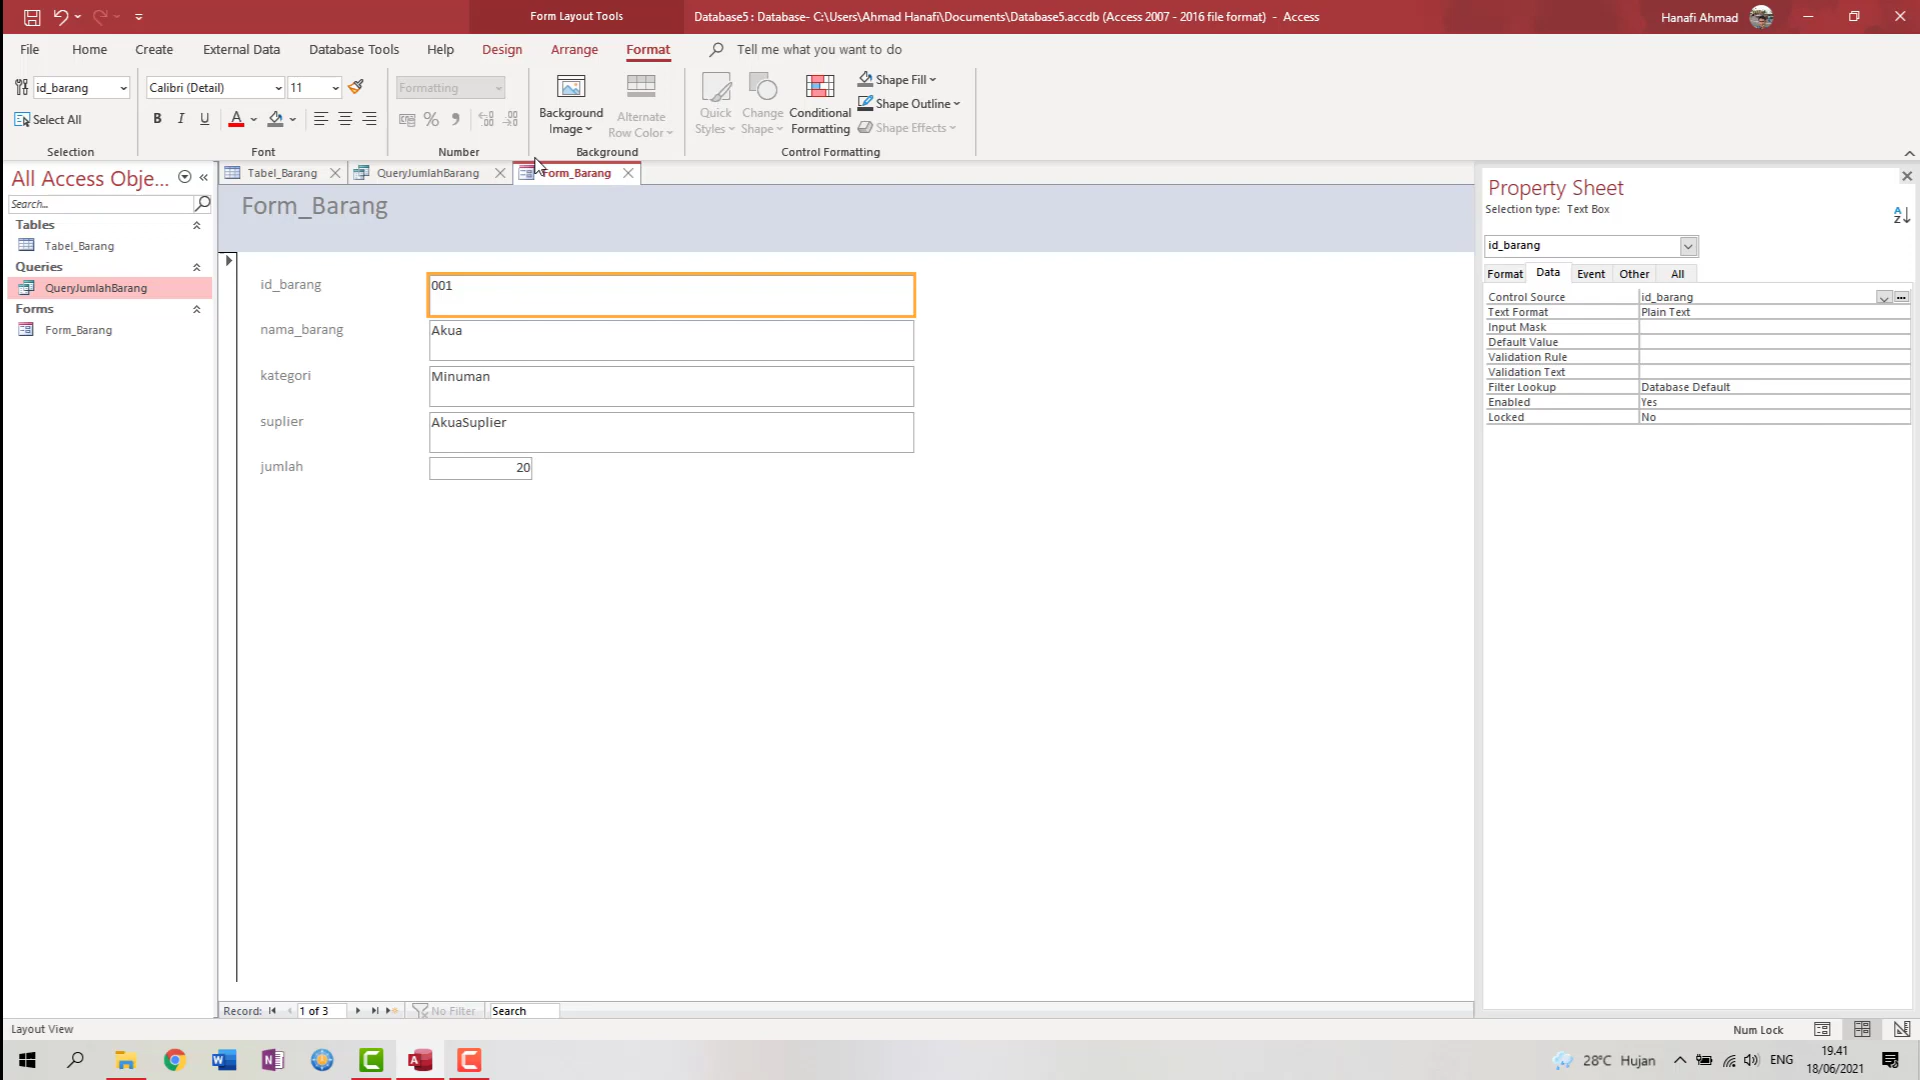 Form Layout Tools
Database5 : Database- C:\Users\Ahmad Hanafi\Documents\Database5.accdb (Access 2007 - 2016 file format) - Access
Hanafi Ahmad
File Home Create External Data Database Tools Help Design Arrange Format Tell me what you want to do
id_barang
Select All
Selection
Calibri (Detail) 11
B I U A
Font
Formatting
%
Number
Background Image
Alternate Row Color
Background
Quick Styles
Change Shape
Conditional Formatting
Shape Fill
Shape Outline
Shape Effects
Control Formatting
All Access Obje...
Search...
Tables
Tabel_Barang
Queries
QueryJumlahBarang
Forms
Form_Barang
Tabel_Barang QueryJumlahBarang Form_Barang
Form_Barang
id_barang 001
nama_barang Akua
kategori Minuman
suplier AkuaSuplier
jumlah 20
Property Sheet
Selection type: Text Box
id_barang
Format Data Event Other All
Control Source id_barang
Text Format Plain Text
Input Mask
Default Value
Validation Rule
Validation Text
Filter Lookup Database Default
Enabled Yes
Locked No
Record: 1 of 3 No Filter Search
Layout View
Num Lock
28°C Hujan
ENG
19.41
18/06/2021